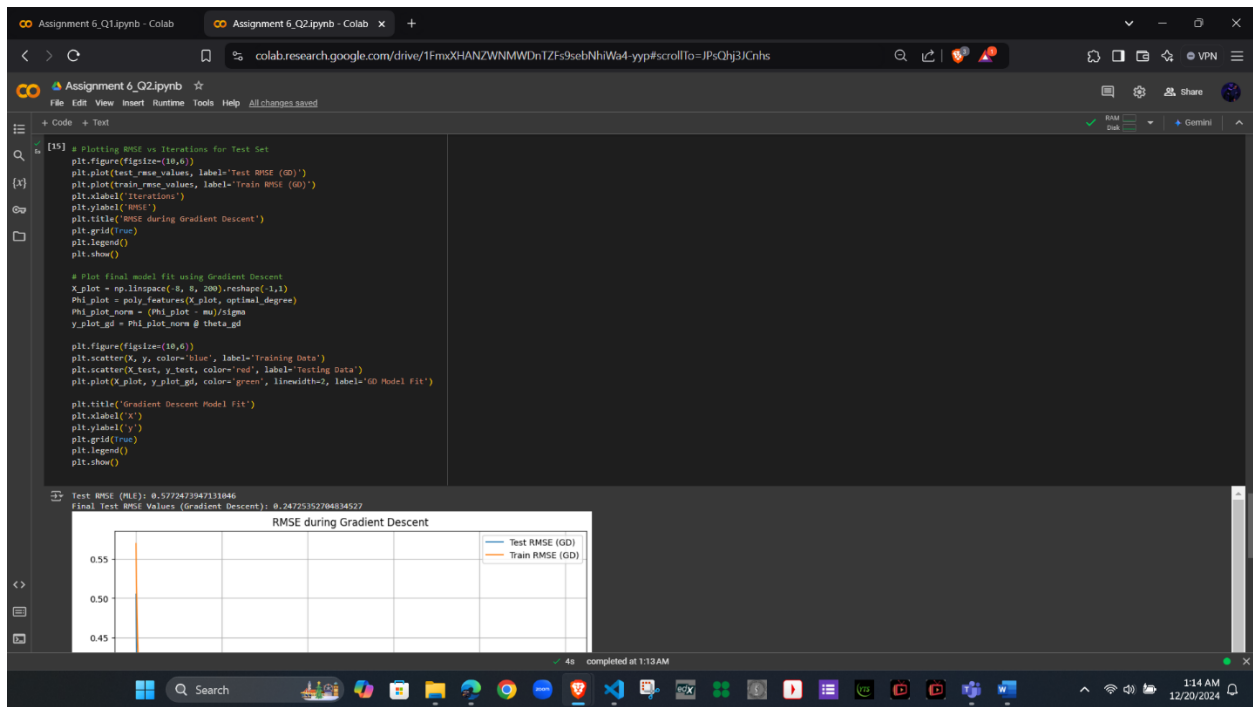 Assignment 6_Q1.ipynb - Colab
Assignment 6_Q2.ipynb - Colab
colab.research.google.com/drive/1FmxXHANZWNMWDnTZFs9sebNhiWa4-yyp#scrollTo=JPsQhj3JCnhs
VPN
Assignment 6_Q2.ipynb
File Edit View Insert Runtime Tools Help All changes saved
Share
+ Code + Text
RAM
Disk
Gemini
[15]
# Plotting RMSE vs Iterations for Test Set
plt.figure(figsize=(10,6))
plt.plot(test_rmse_values, label='Test RMSE (GD)')
plt.plot(train_rmse_values, label='Train RMSE (GD)')
plt.xlabel('Iterations')
plt.ylabel('RMSE')
plt.title('RMSE during Gradient Descent')
plt.grid(True)
plt.legend()
plt.show()
# Plot final model fit using Gradient Descent
X_plot = np.linspace(-8, 8, 200).reshape(-1,1)
Phi_plot = poly_features(X_plot, optimal_degree)
Phi_plot_norm = (Phi_plot - mu)/sigma
y_plot_gd = Phi_plot_norm @ theta_gd
plt.figure(figsize=(10,6))
plt.scatter(X, y, color='blue', label='Training Data')
plt.scatter(X_test, y_test, color='red', label='Testing Data')
plt.plot(X_plot, y_plot_gd, color='green', linewidth=2, label='GD Model Fit')
plt.title('Gradient Descent Model Fit')
plt.xlabel('X')
plt.ylabel('y')
plt.grid(True)
plt.legend()
plt.show()
Test RMSE (MLE): 0.5772473947131046
Final Test RMSE Values (Gradient Descent): 0.24725352704834527
RMSE during Gradient Descent
Test RMSE (GD)
Train RMSE (GD)
0.55
0.50
0.45
4s completed at 1:13 AM
Search
1:14 AM
12/20/2024